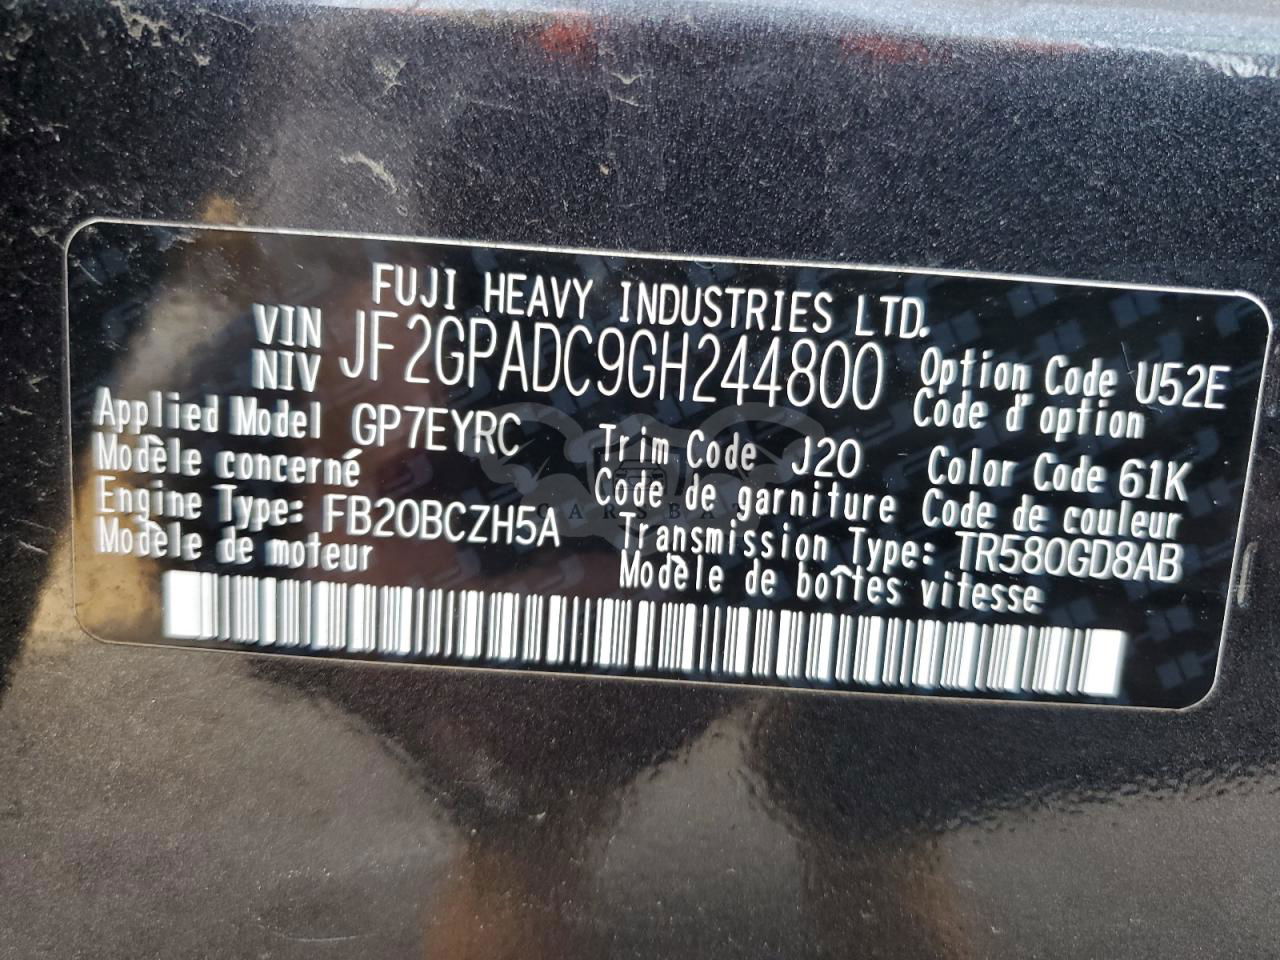 FUJI HEAVY INDUSTRIES LTD.
VIN
NIV
JF2GPADC9GH244800
Option Code U52E
Code d'option
Applied Model GP7EYRC
Modèle concerné
Trim Code J20
Code de garniture
Color Code 61K
Code de couleur
Engine Type: FB20BCZH5A
Modèle de moteur
Transmission Type: TR580GD8AB
Modèle de boîtes vitesse
CARSBAT